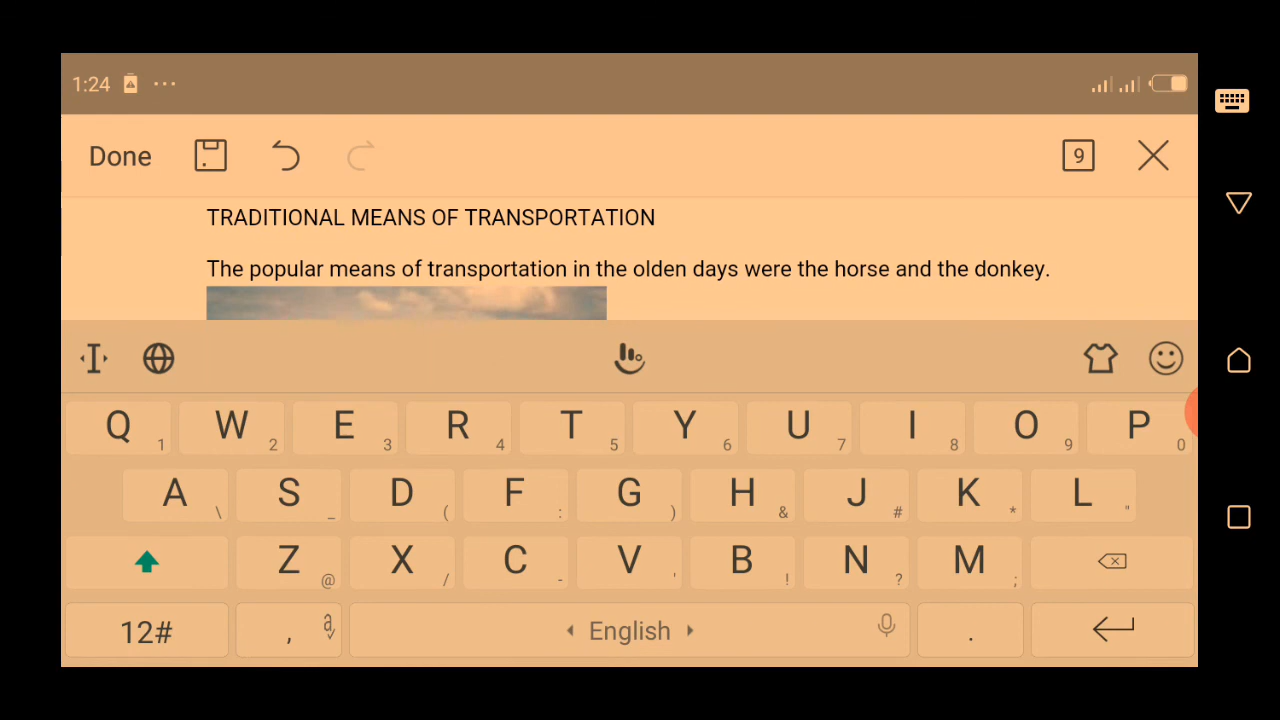 1:24 ...
Done 9
TRADITIONAL MEANS OF TRANSPORTATION
The popular means of transportation in the olden days were the horse and the donkey.
Q 1 W 2 E 3 R 4 T 5 Y 6 U 7 I 8 O 9 P 0
A \ S _ D ( F : G ) H & J # K * L "
Z @ X / C - V ' B ! N ? M ;
12# , a English .